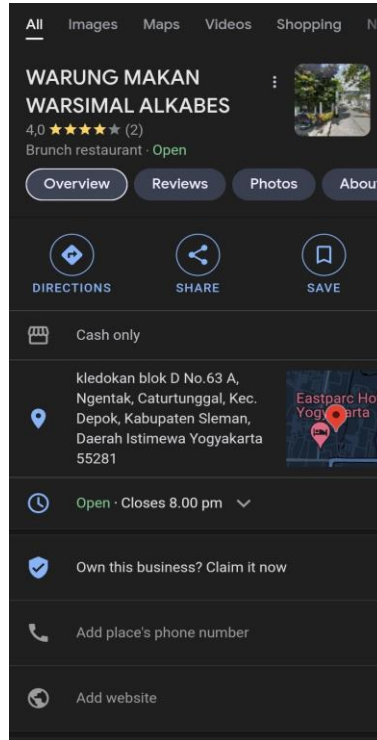 All Images Maps Videos Shopping N
WARUNG MAKAN
WARSIMAL ALKABES
4,0 ★★★★★ (2)
Brunch restaurant · Open
Overview Reviews Photos Abou
DIRECTIONS SHARE SAVE
Cash only
kledokan blok D No.63 A,
Ngentak, Caturtunggal, Kec.
Depok, Kabupaten Sleman,
Daerah Istimewa Yogyakarta
55281
Eastparc Ho
Yogyakarta
Open · Closes 8.00 pm
Own this business? Claim it now
Add place's phone number
Add website